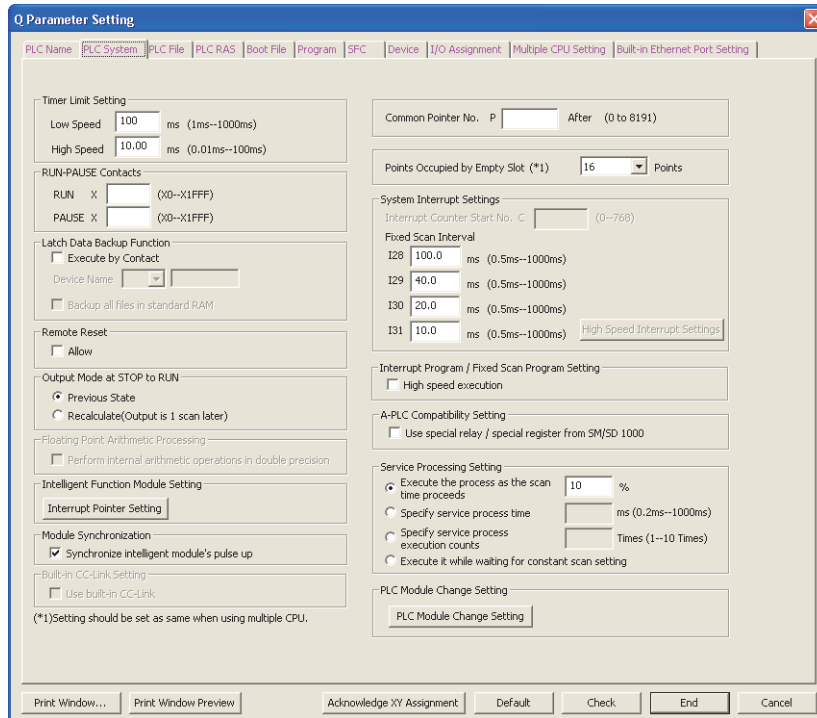 Q Parameter Setting
PLC Name PLC System PLC File PLC RAS Boot File Program SFC Device I/O Assignment Multiple CPU Setting Built-in Ethernet Port Setting
Timer Limit Setting
Low Speed 100 ms (1ms--1000ms)
High Speed 10.00 ms (0.01ms--100ms)
RUN-PAUSE Contacts
RUN X (X0--X1FFF)
PAUSE X (X0--X1FFF)
Latch Data Backup Function
Execute by Contact
Device Name
Backup all files in standard RAM
Remote Reset
Allow
Output Mode at STOP to RUN
Previous State
Recalculate(Output is 1 scan later)
Floating Point Arithmetic Processing
Perform internal arithmetic operations in double precision
Intelligent Function Module Setting
Interrupt Pointer Setting
Module Synchronization
Synchronize intelligent module's pulse up
Built-in CC-Link Setting
Use built-in CC-Link
(*1)Setting should be set as same when using multiple CPU.
Common Pointer No. P After (0 to 8191)
Points Occupied by Empty Slot (*1) 16 Points
System Interrupt Settings
Interrupt Counter Start No. C (0--768)
Fixed Scan Interval
I28 100.0 ms (0.5ms--1000ms)
I29 40.0 ms (0.5ms--1000ms)
I30 20.0 ms (0.5ms--1000ms)
I31 10.0 ms (0.5ms--1000ms) High Speed Interrupt Settings
Interrupt Program / Fixed Scan Program Setting
High speed execution
A-PLC Compatibility Setting
Use special relay / special register from SM/SD 1000
Service Processing Setting
Execute the process as the scan
time proceeds 10 %
Specify service process time ms (0.2ms--1000ms)
Specify service process
execution counts Times (1--10 Times)
Execute it while waiting for constant scan setting
PLC Module Change Setting
PLC Module Change Setting
Print Window... Print Window Preview Acknowledge XY Assignment Default Check End Cancel